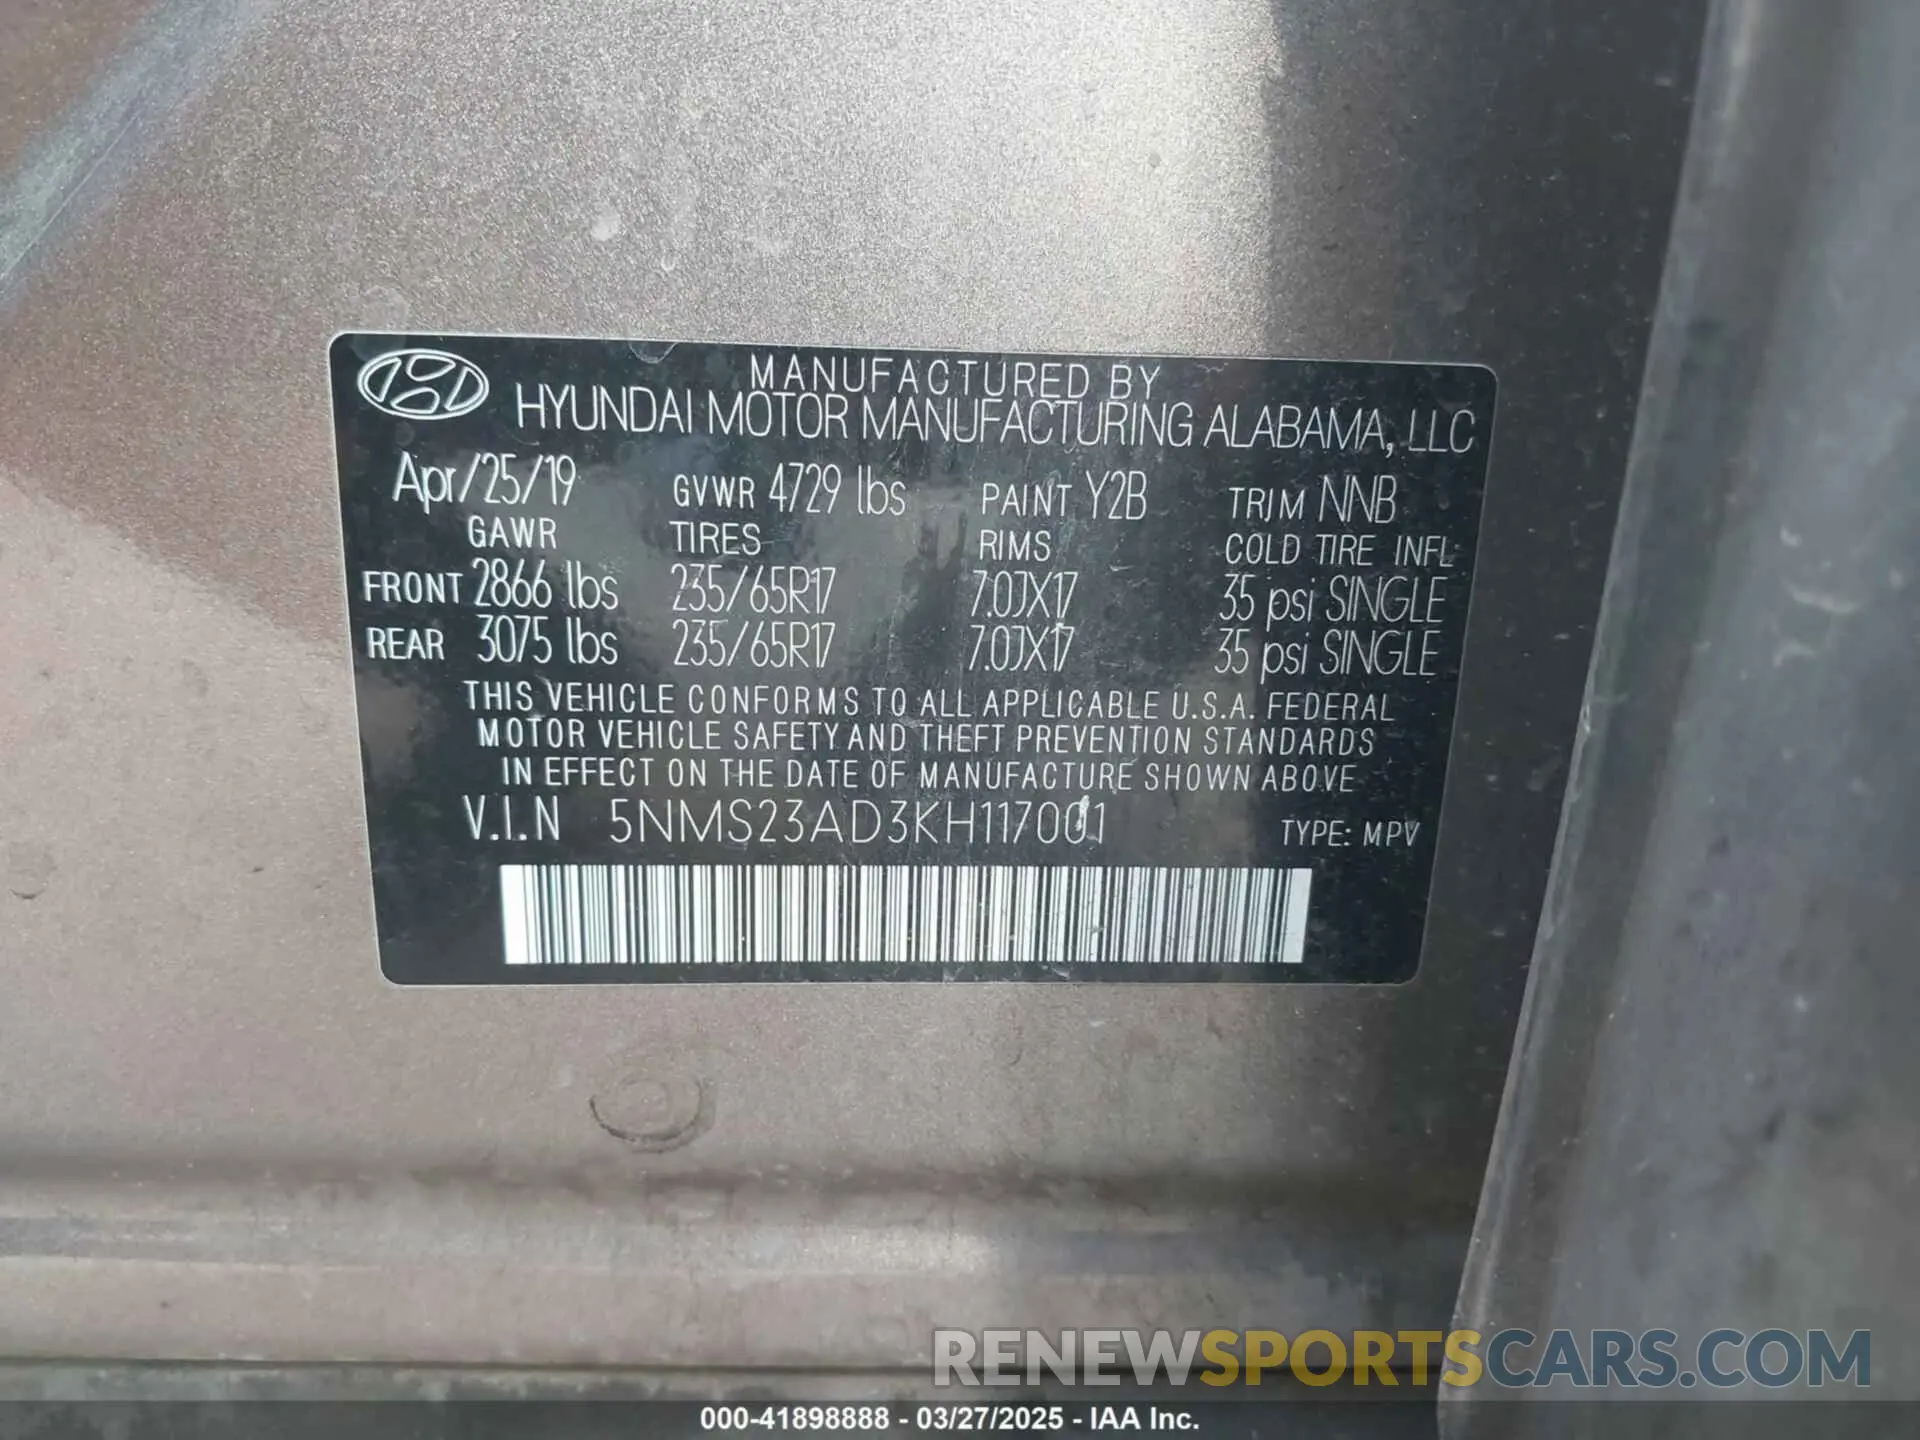 MANUFACTURED BY
HYUNDAI MOTOR MANUFACTURING ALABAMA, LLC
Apr/25/19 GVWR 4729 lbs PAINT Y2B TRIM NNB
GAWR TIRES RIMS COLD TIRE INFL:
FRONT 2866 lbs 235/65R17 7.0JX17 35 psi SINGLE
REAR 3075 lbs 235/65R17 7.0JX17 35 psi SINGLE
THIS VEHICLE CONFORMS TO ALL APPLICABLE U.S.A. FEDERAL
MOTOR VEHICLE SAFETY AND THEFT PREVENTION STANDARDS
IN EFFECT ON THE DATE OF MANUFACTURE SHOWN ABOVE
V.I.N 5NMS23AD3KH117001 TYPE: MPV
RENEWSPORTSCARS.COM
000-41898888 - 03/27/2025 - IAA Inc.